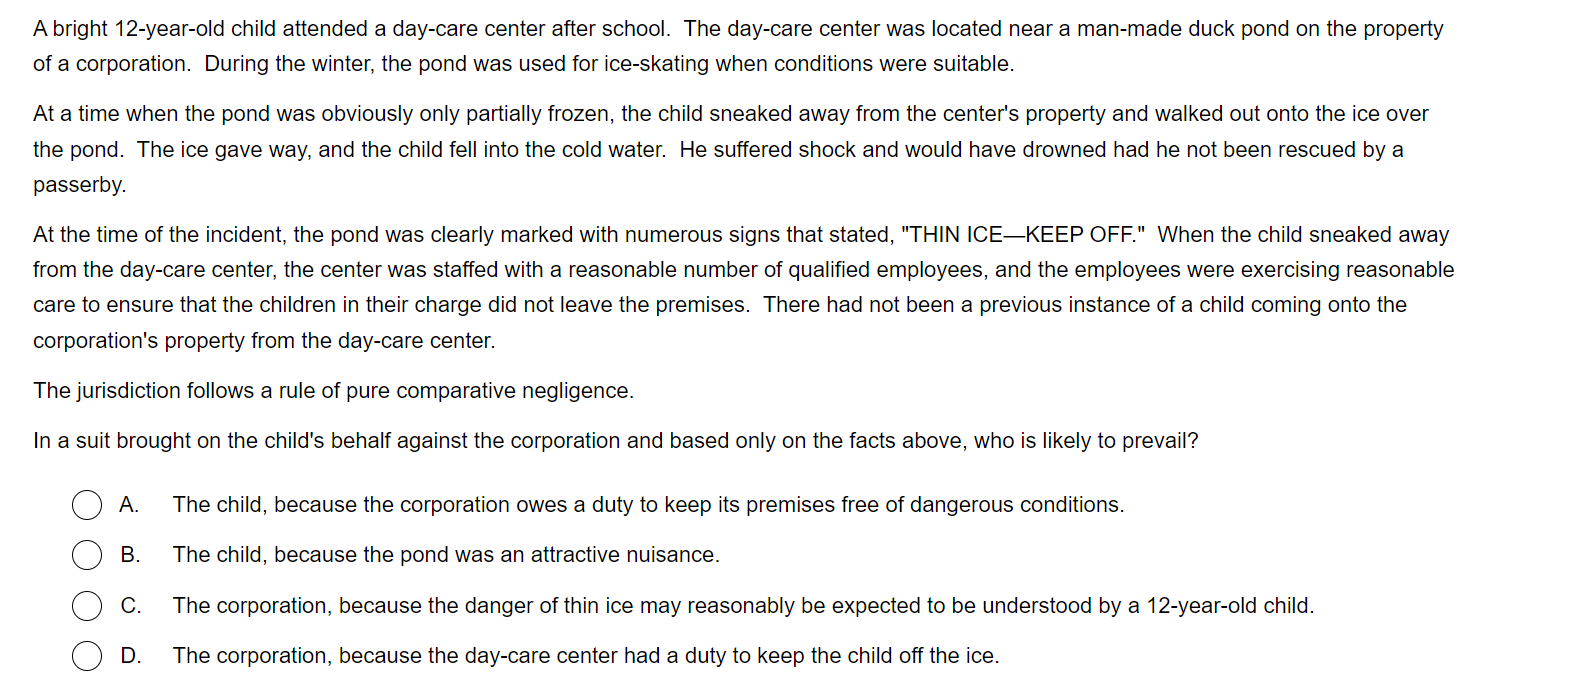 A bright 12-year-old child attended a day-care center after school.  The day-care center was located near a man-made duck pond on the property
of a corporation.  During the winter, the pond was used for ice-skating when conditions were suitable.
At a time when the pond was obviously only partially frozen, the child sneaked away from the center's property and walked out onto the ice over
the pond.  The ice gave way, and the child fell into the cold water.  He suffered shock and would have drowned had he not been rescued by a
passerby.
At the time of the incident, the pond was clearly marked with numerous signs that stated, "THIN ICE—KEEP OFF."  When the child sneaked away
from the day-care center, the center was staffed with a reasonable number of qualified employees, and the employees were exercising reasonable
care to ensure that the children in their charge did not leave the premises.  There had not been a previous instance of a child coming onto the
corporation's property from the day-care center.
The jurisdiction follows a rule of pure comparative negligence.
In a suit brought on the child's behalf against the corporation and based only on the facts above, who is likely to prevail?
A. The child, because the corporation owes a duty to keep its premises free of dangerous conditions.
B. The child, because the pond was an attractive nuisance.
C. The corporation, because the danger of thin ice may reasonably be expected to be understood by a 12-year-old child.
D. The corporation, because the day-care center had a duty to keep the child off the ice.